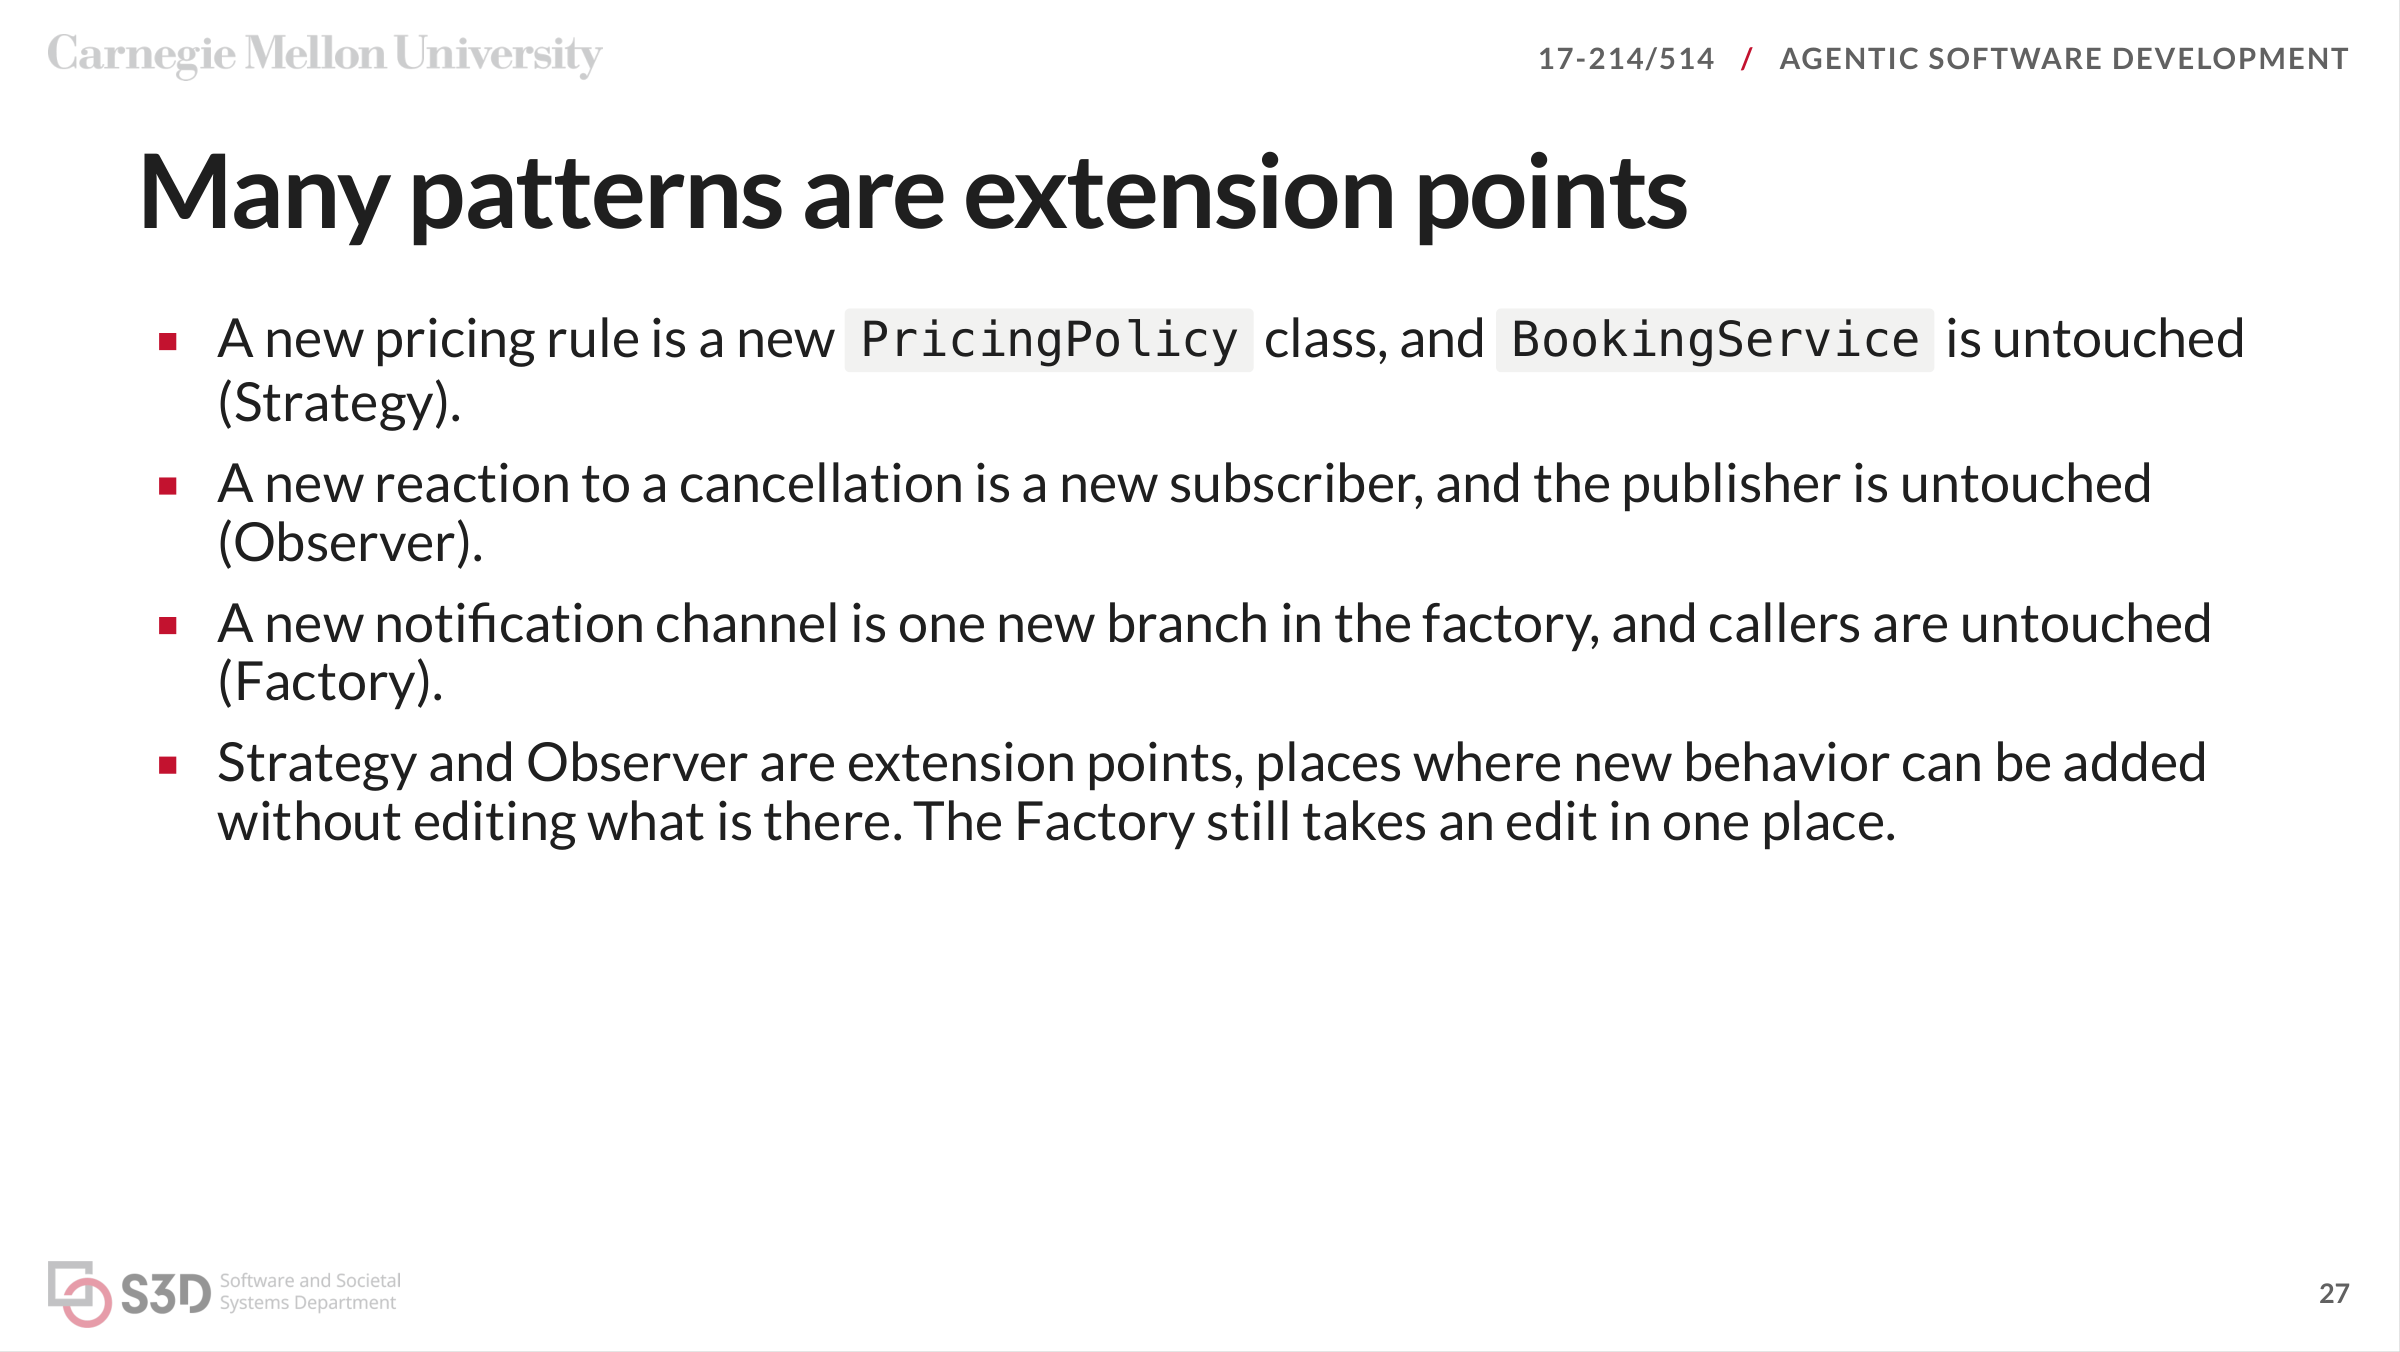 Carnegie Mellon University
17-214/514 / AGENTIC SOFTWARE DEVELOPMENT
Many patterns are extension points
A new pricing rule is a new PricingPolicy class, and BookingService is untouched
(Strategy).
A new reaction to a cancellation is a new subscriber, and the publisher is untouched
(Observer).
A new notification channel is one new branch in the factory, and callers are untouched
(Factory).
Strategy and Observer are extension points, places where new behavior can be added
without editing what is there. The Factory still takes an edit in one place.
S3D Software and Societal
Systems Department
27